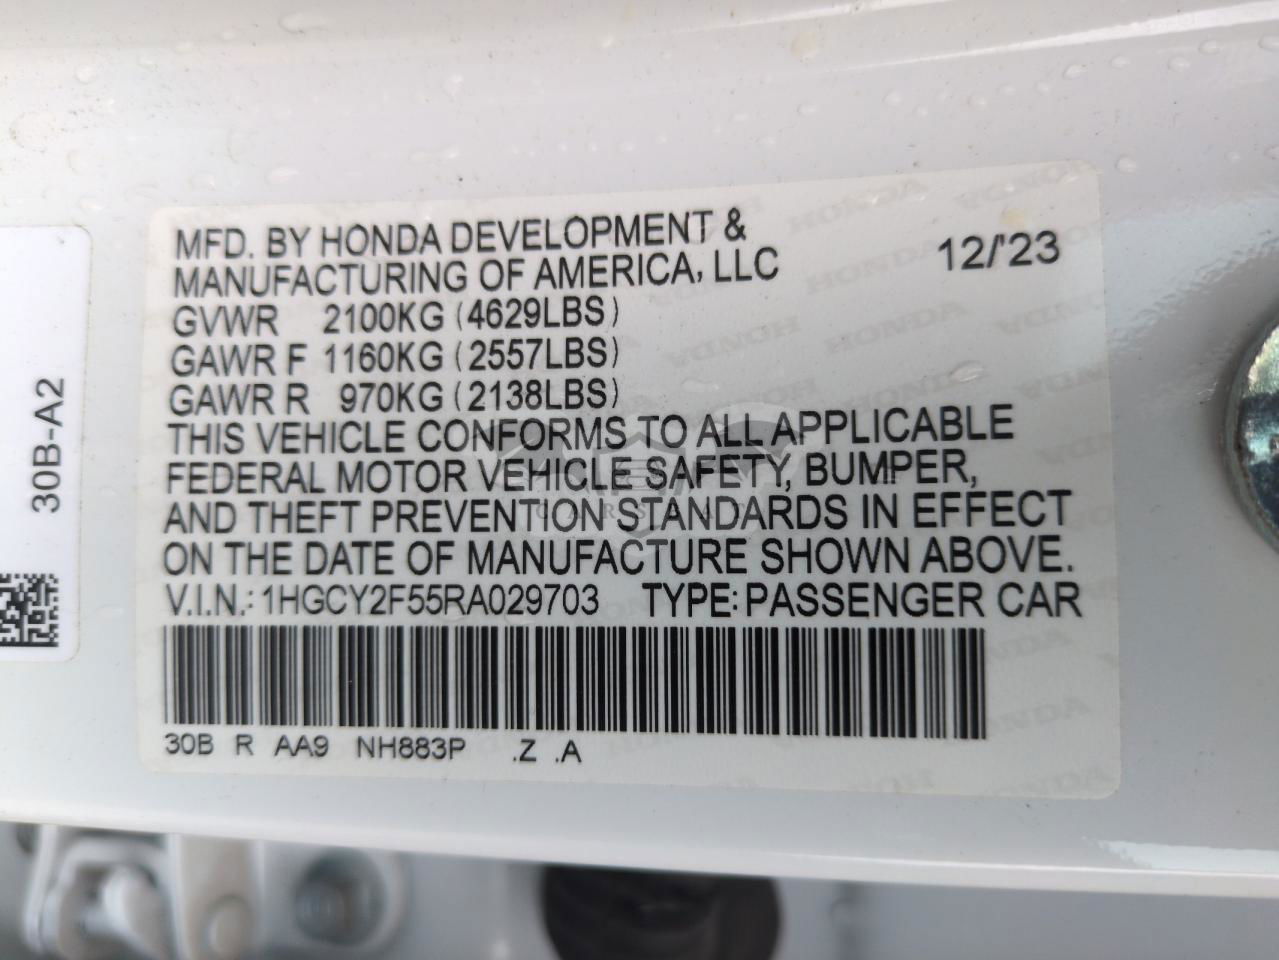 MFD. BY HONDA DEVELOPMENT &
MANUFACTURING OF AMERICA, LLC
12/'23
GVWR 2100KG (4629LBS)
GAWR F 1160KG (2557LBS)
GAWR R 970KG (2138LBS)
THIS VEHICLE CONFORMS TO ALL APPLICABLE
FEDERAL MOTOR VEHICLE SAFETY, BUMPER,
AND THEFT PREVENTION STANDARDS IN EFFECT
ON THE DATE OF MANUFACTURE SHOWN ABOVE.
V.I.N.: 1HGCY2F55RA029703 TYPE: PASSENGER CAR
30B R AA9 NH883P .Z .A
30B-A2